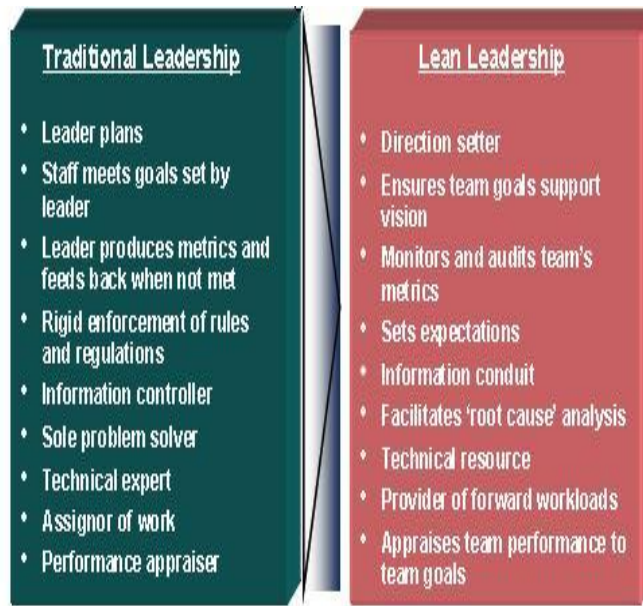 Traditional Leadership
• Leader plans
• Staff meets goals set by
leader
• Leader produces metrics and
feeds back when not met
• Rigid enforcement of rules
and regulations
• Information controller
• Sole problem solver
• Technical expert
• Assignor of work
• Performance appraiser
Lean Leadership
• Direction setter
• Ensures team goals support
vision
• Monitors and audits team's
metrics
• Sets expectations
• Information conduit
• Facilitates 'root cause' analysis
• Technical resource
• Provider of forward workloads
• Appraises team performance to
team goals